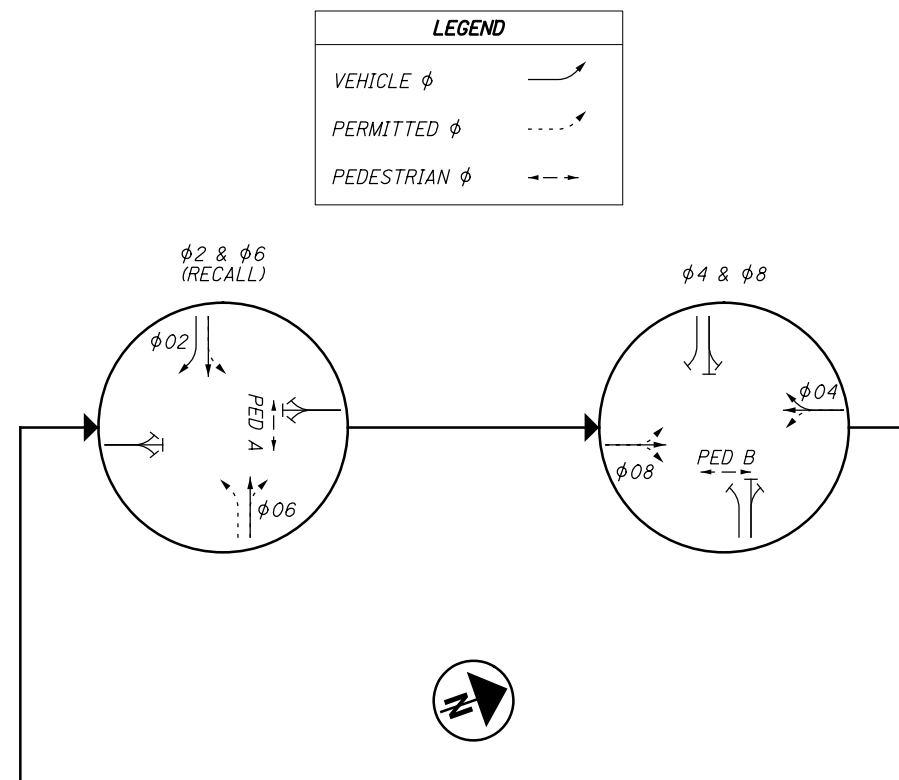 LEGEND
VEHICLE ϕ
PERMITTED ϕ
PEDESTRIAN ϕ
ϕ2 & ϕ6
(RECALL)
ϕ4 & ϕ8
ϕ02
PED A
ϕ06
ϕ04
ϕ08
PED B
N